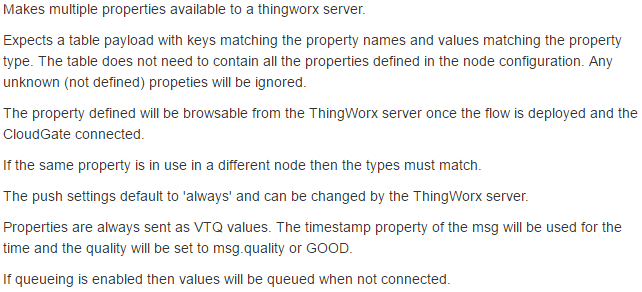 Makes multiple properties available to a thingworx server.
Expects a table payload with keys matching the property names and values matching the property
type. The table does not need to contain all the properties defined in the node configuration. Any
unknown (not defined) propeties will be ignored.
The property defined will be browsable from the ThingWorx server once the flow is deployed and the
CloudGate connected.
If the same property is in use in a different node then the types must match.
The push settings default to 'always' and can be changed by the ThingWorx server.
Properties are always sent as VTQ values. The timestamp property of the msg will be used for the
time and the quality will be set to msg.quality or GOOD.
If queueing is enabled then values will be queued when not connected.